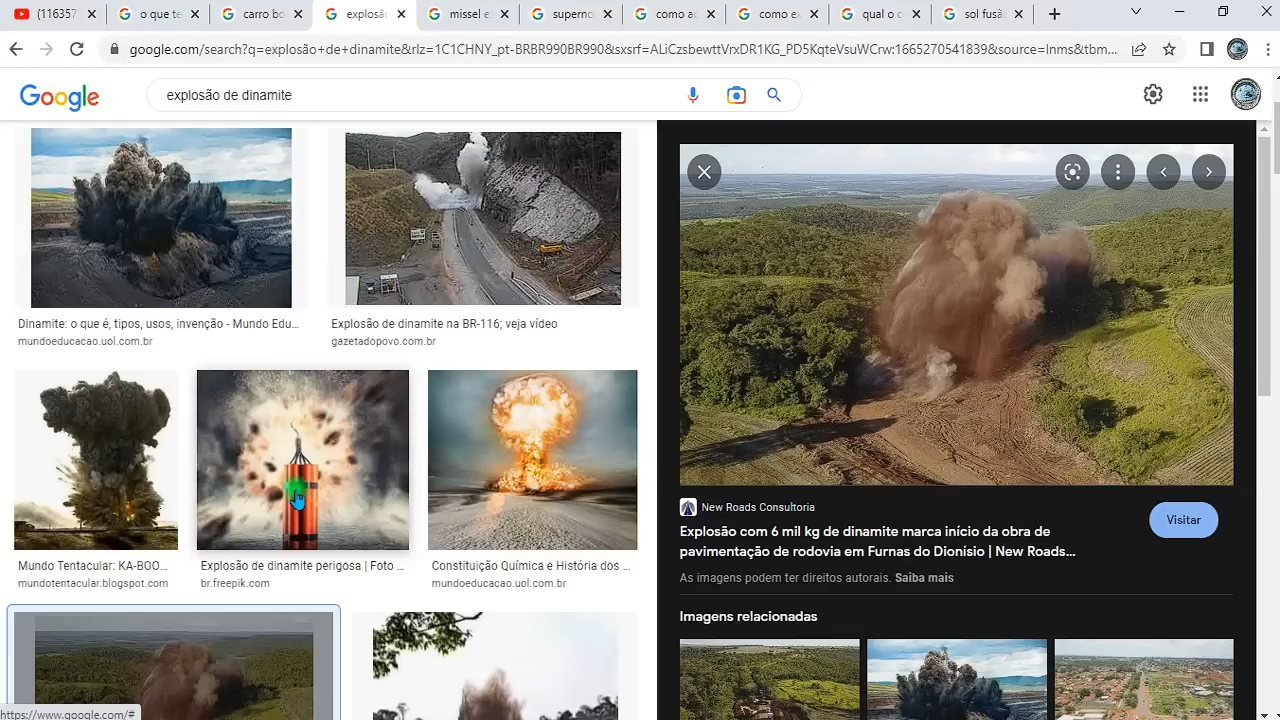 (11635
o que te
carro bo
explosã
míssel e
superno
como ac
como ex
qual o c
sol fusã
google.com/search?q=explosão+de+dinamite&rlz=1C1CHNY_pt-BRBR990BR990&sxsrf=ALiCzsbewttVrxDR1KG_PD5KqteVsuWCrw:1665270541839&source=lnms&tbm...
Google
explosão de dinamite
Dinamite: o que é, tipos, usos, invenção - Mundo Edu...
mundoeducacao.uol.com.br
Explosão de dinamite na BR-116; veja vídeo
gazetadopovo.com.br
Mundo Tentacular: KA-BOO...
mundotentacular.blogspot.com
Explosão de dinamite perigosa | Foto ...
br.freepik.com
Constituição Química e História dos ...
mundoeducacao.uol.com.br
New Roads Consultoria
Explosão com 6 mil kg de dinamite marca início da obra de
pavimentação de rodovia em Furnas do Dionísio | New Roads...
Visitar
As imagens podem ter direitos autorais. Saiba mais
Imagens relacionadas
https://www.google.com/#